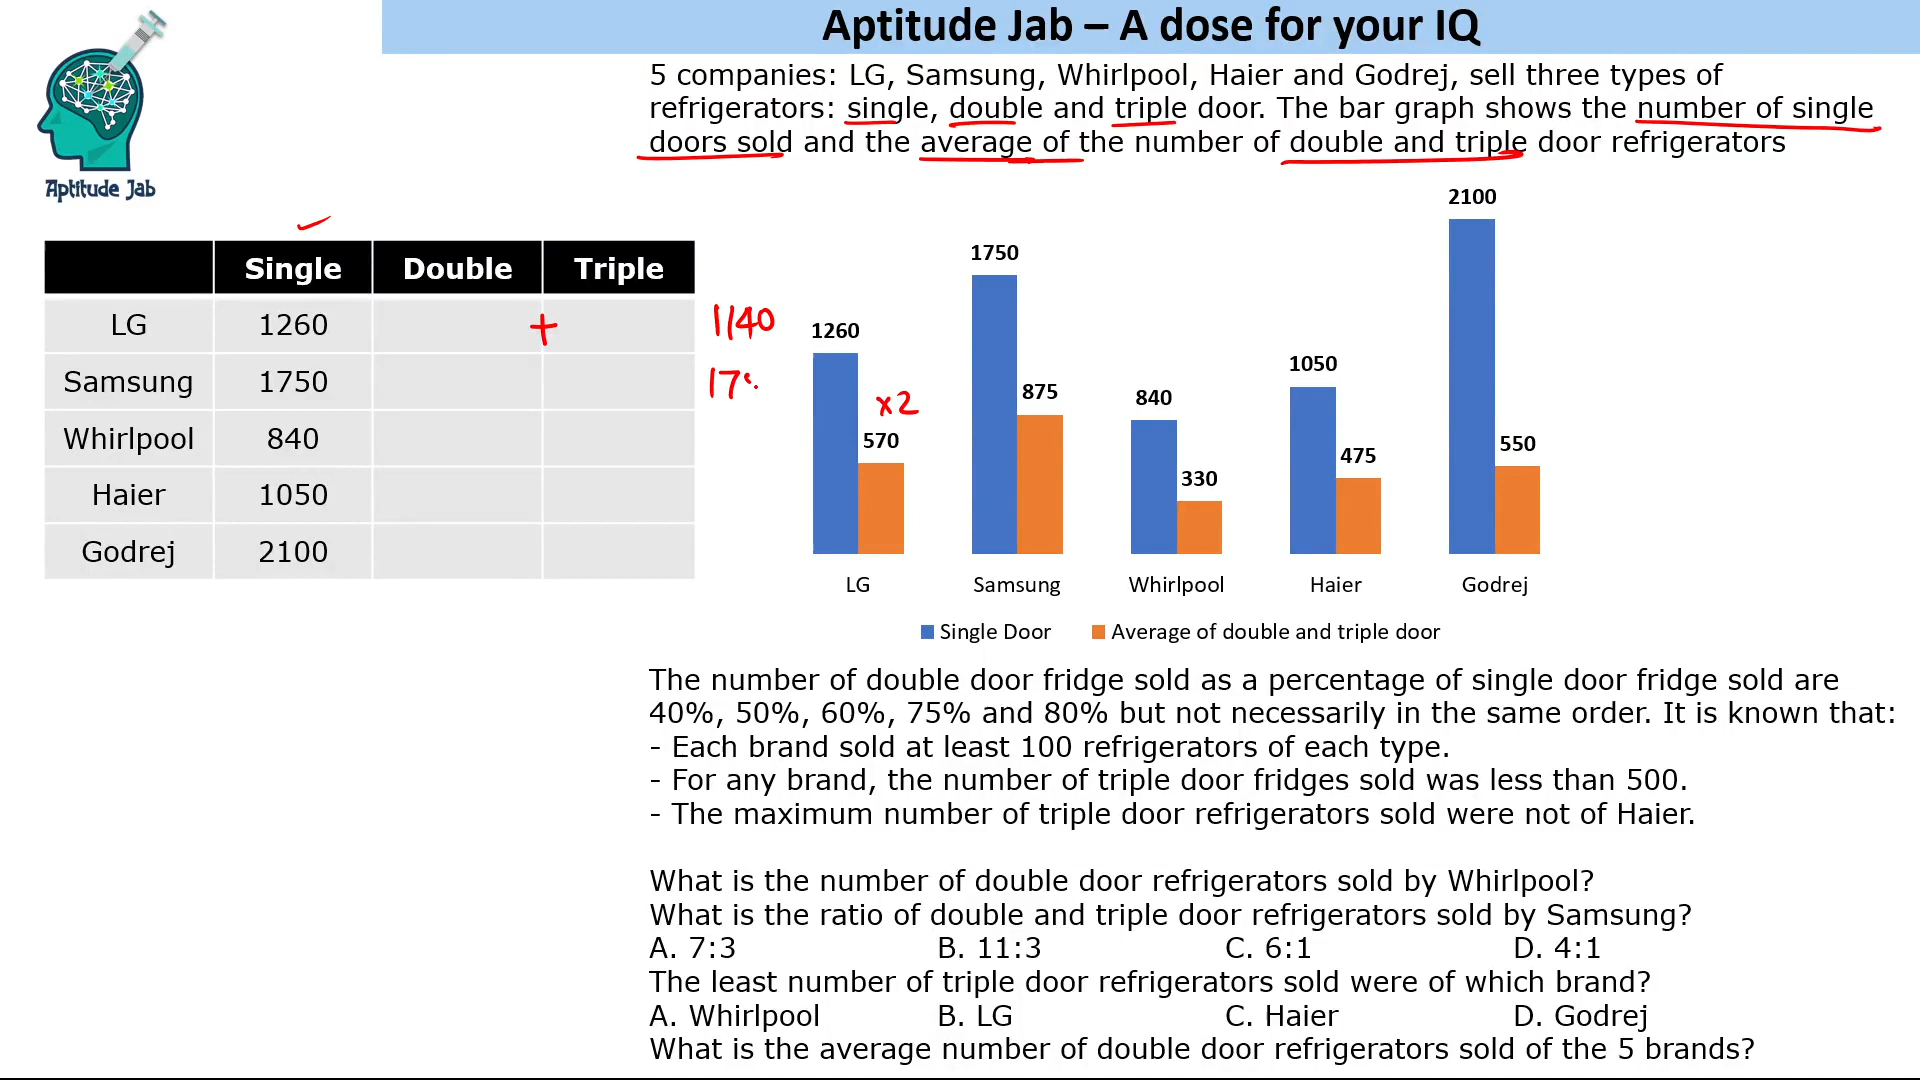 Aptitude Jab – A dose for your IQ
5 companies: LG, Samsung, Whirlpool, Haier and Godrej, sell three types of
refrigerators: single, double and triple door. The bar graph shows the number of single
doors sold and the average of the number of double and triple door refrigerators
Aptitude Jab
Single Double Triple
LG 1260 + 1140
Samsung 1750
Whirlpool 840
Haier 1050
Godrej 2100
2100
1750
1260
1050
875
840
x2
570
475
550
330
LG Samsung Whirlpool Haier Godrej
Single Door Average of double and triple door
The number of double door fridge sold as a percentage of single door fridge sold are
40%, 50%, 60%, 75% and 80% but not necessarily in the same order. It is known that:
- Each brand sold at least 100 refrigerators of each type.
- For any brand, the number of triple door fridges sold was less than 500.
- The maximum number of triple door refrigerators sold were not of Haier.
What is the number of double door refrigerators sold by Whirlpool?
What is the ratio of double and triple door refrigerators sold by Samsung?
A. 7:3 B. 11:3 C. 6:1 D. 4:1
The least number of triple door refrigerators sold were of which brand?
A. Whirlpool B. LG C. Haier D. Godrej
What is the average number of double door refrigerators sold of the 5 brands?